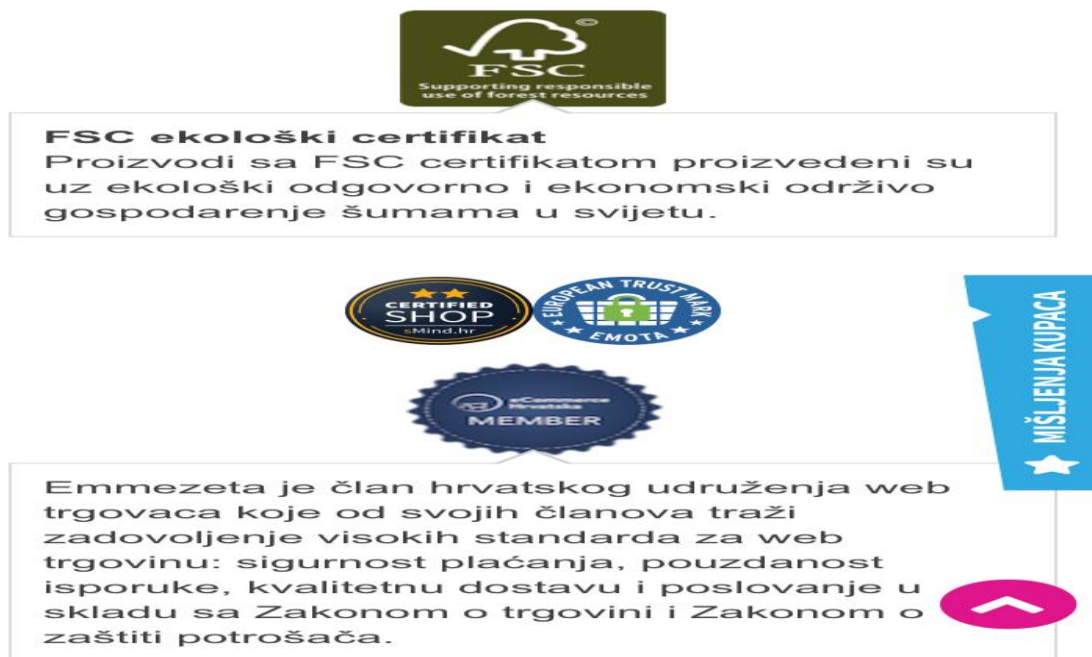 ©
FSC
Supporting responsible
use of forest resources
FSC ekološki certifikat
Proizvodi sa FSC certifikatom proizvedeni su
uz ekološki odgovorno i ekonomski održivo
gospodarenje šumama u svijetu.
CERTIFIED
SHOP
sMind.hr
EUROPEAN TRUST MARK
EMOTA
MIŠLJENJA KUPACA
eCommerce
Hrvatska
MEMBER
Emmezeta je član hrvatskog udruženja web
trgovaca koje od svojih članova traži
zadovoljenje visokih standarda za web
trgovinu: sigurnost plaćanja, pouzdanost
isporuke, kvalitetnu dostavu i poslovanje u
skladu sa Zakonom o trgovini i Zakonom o
zaštiti potrošača.